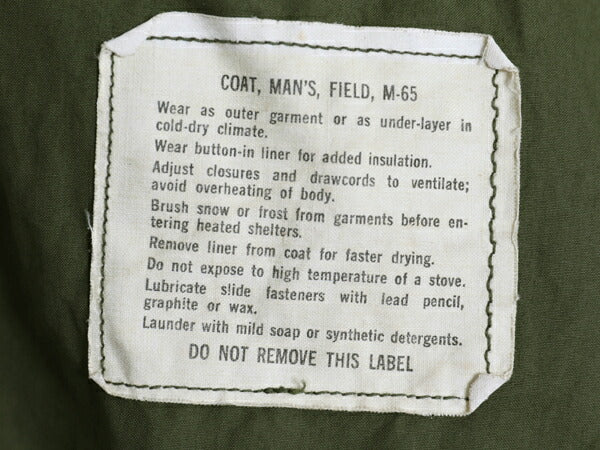 COAT, MAN'S, FIELD, M-65
Wear as outer garment or as under-layer in
cold-dry climate.
Wear button-in liner for added insulation.
Adjust closures and drawcords to ventilate;
avoid overheating of body.
Brush snow or frost from garments before en-
tering heated shelters.
Remove liner from coat for faster drying.
Do not expose to high temperature of a stove.
Lubricate slide fasteners with lead pencil,
graphite or wax.
Launder with mild soap or synthetic detergents.
DO NOT REMOVE THIS LABEL